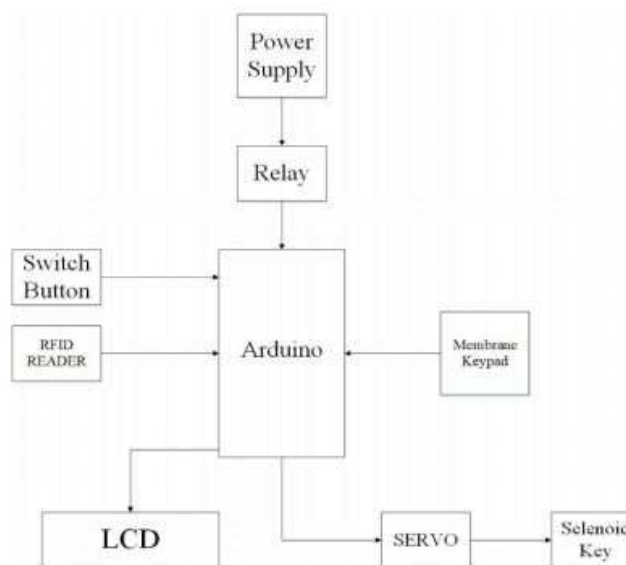 Power
Supply
Relay
Switch
Button
RFID
READER
Arduino
Membrane
Keypad
LCD
SERVO
Selenoid
Key